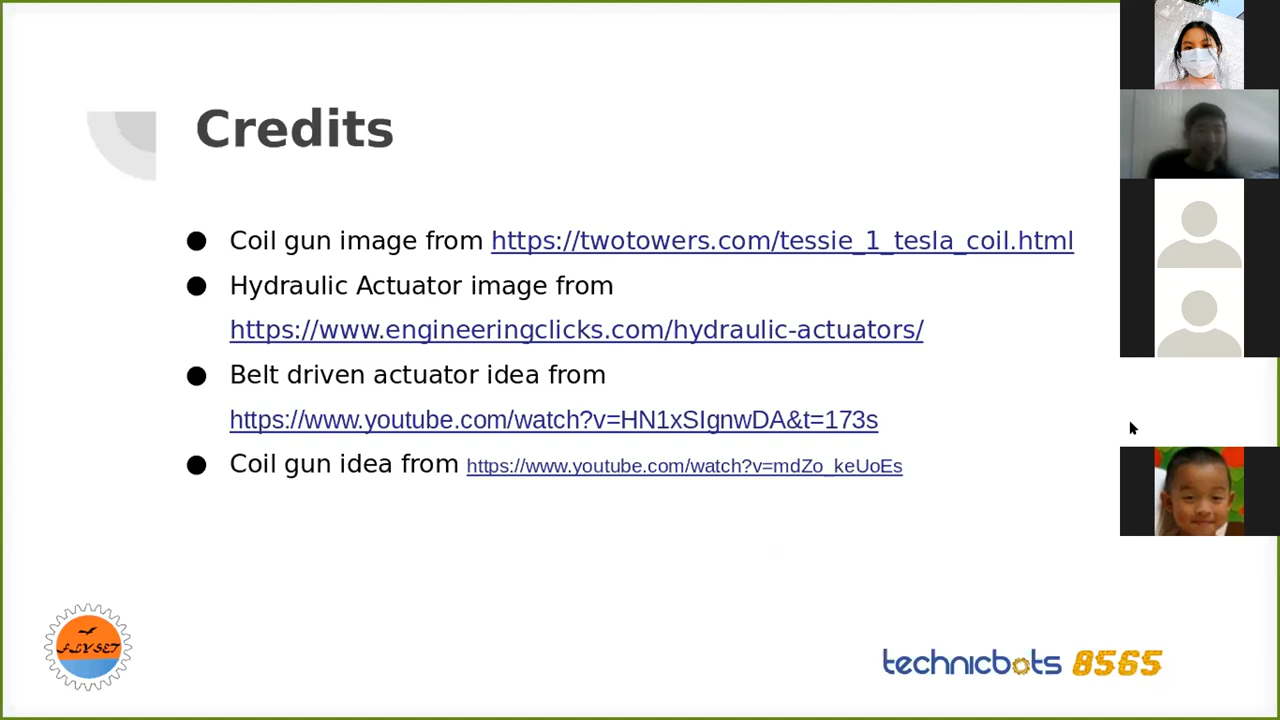 Credits
Coil gun image from https://twotowers.com/tessie_1_tesla_coil.html
Hydraulic Actuator image from
https://www.engineeringclicks.com/hydraulic-actuators/
Belt driven actuator idea from
https://www.youtube.com/watch?v=HN1xSIgnwDA&t=173s
Coil gun idea from https://www.youtube.com/watch?v=mdZo_keUoEs
FLYSET
technicbots 8565